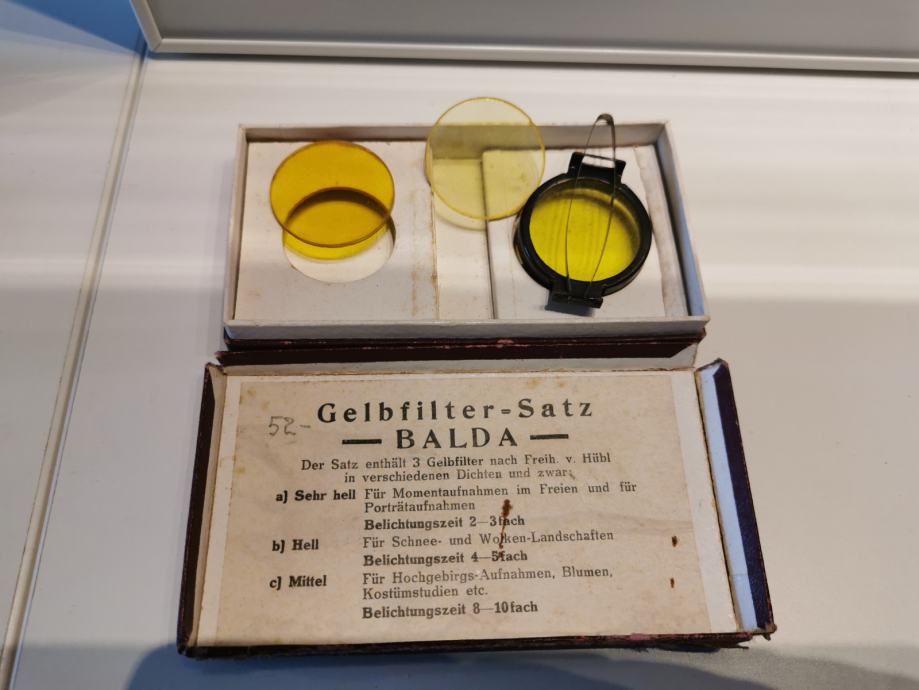 52-
Gelbfilter-Satz
— BALDA —
Der Satz enthält 3 Gelbfilter nach Freih. v. Hübl
in verschiedenen Dichten und zwar:
a) Sehr hell Für Momentaufnahmen im Freien und für
Porträtaufnahmen
Belichtungszeit 2—3fach
b) Hell Für Schnee- und Wolken-Landschaften
Belichtungszeit 4—5fach
c) Mittel Für Hochgebirgs-Aufnahmen, Blumen,
Kostümstudien etc.
Belichtungszeit 8—10fach